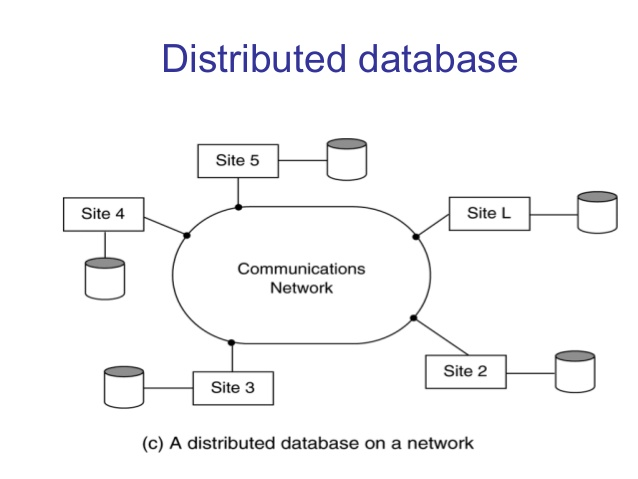 Distributed database
Site 5
Site 4
Site L
Communications
Network
Site 3
Site 2
(c) A distributed database on a network